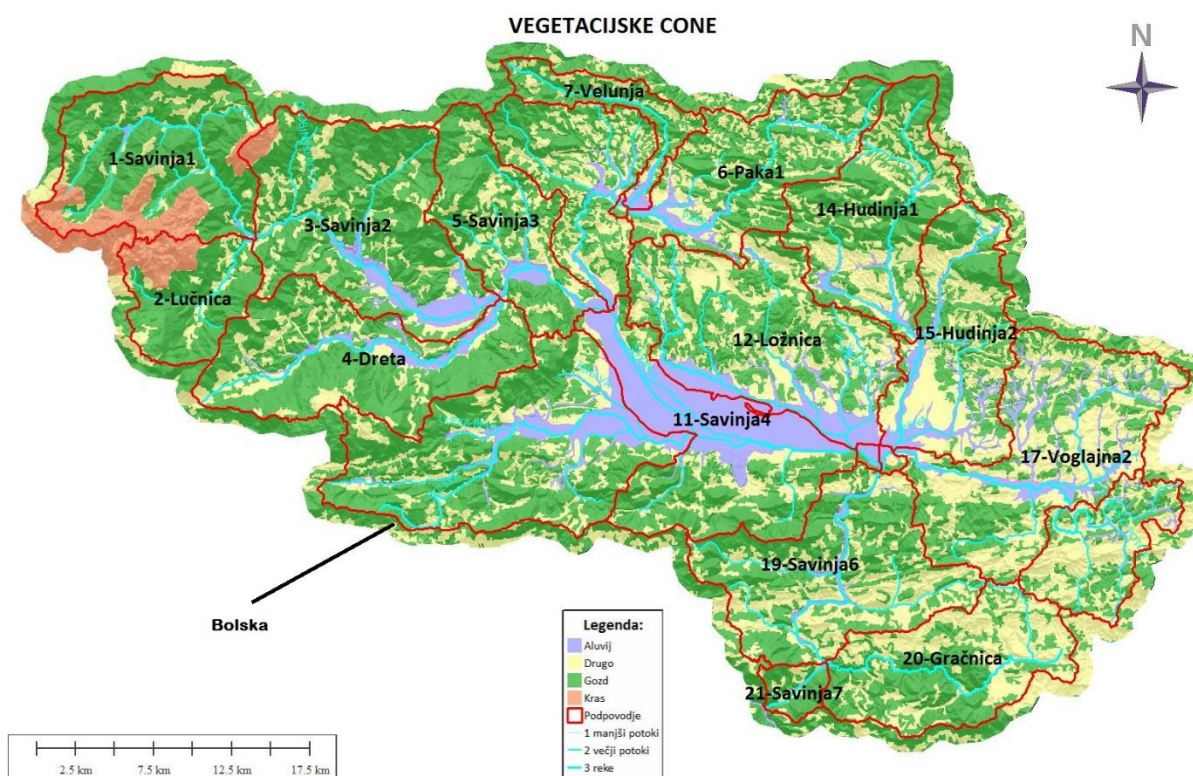 VEGETACIJSKE CONE
N
7-Velunja
1-Savinja1
6-Paka1
14-Hudinja1
3-Savinja2
5-Savinja3
2-Lučnica
15-Hudinja2
12-Ložnica
4-Dreta
11-Savinja4
17-Voglajna2
19-Savinja6
Bolska
20-Gračnica
21-Savinja7
Legenda:
Aluvij
Drugo
Gozd
Kras
Podpovodje
1 manjši potoki
2 večji potoki
3 reke
2.5 km 7.5 km 12.5 km 17.5 km